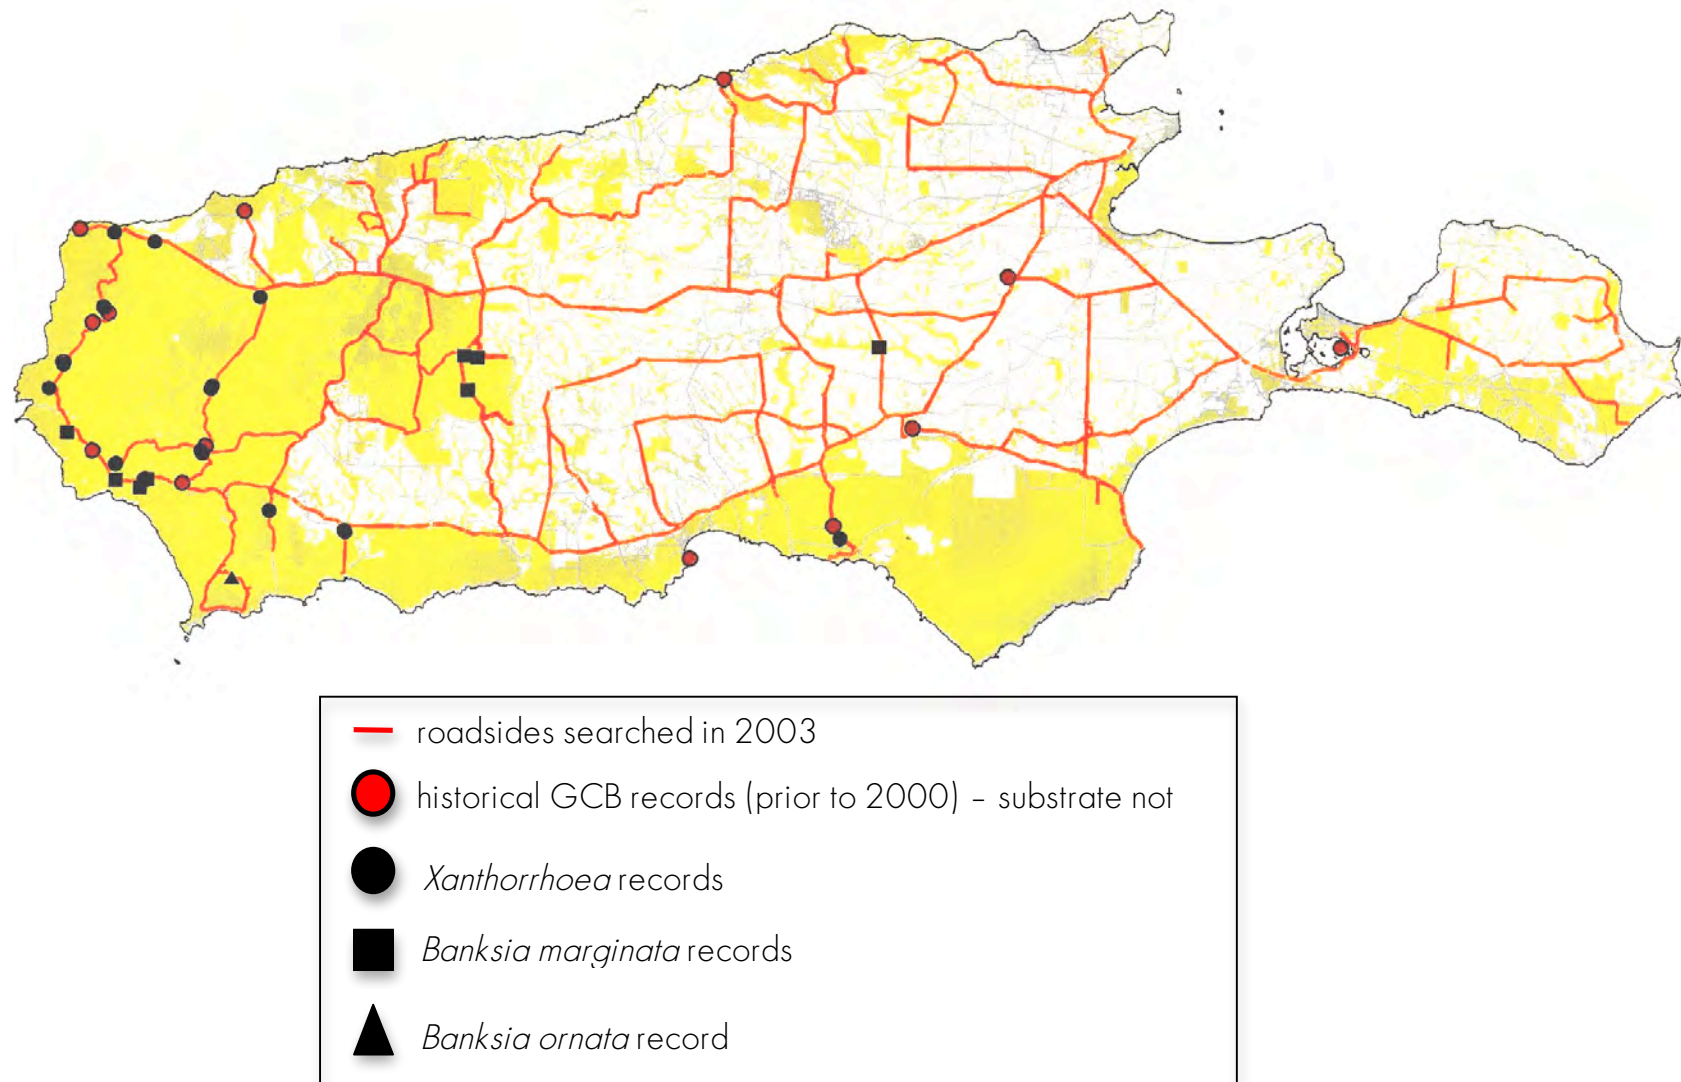 roadsides searched in 2003
historical GCB records (prior to 2000) – substrate not
Xanthorrhoea records
Banksia marginata records
Banksia ornata record